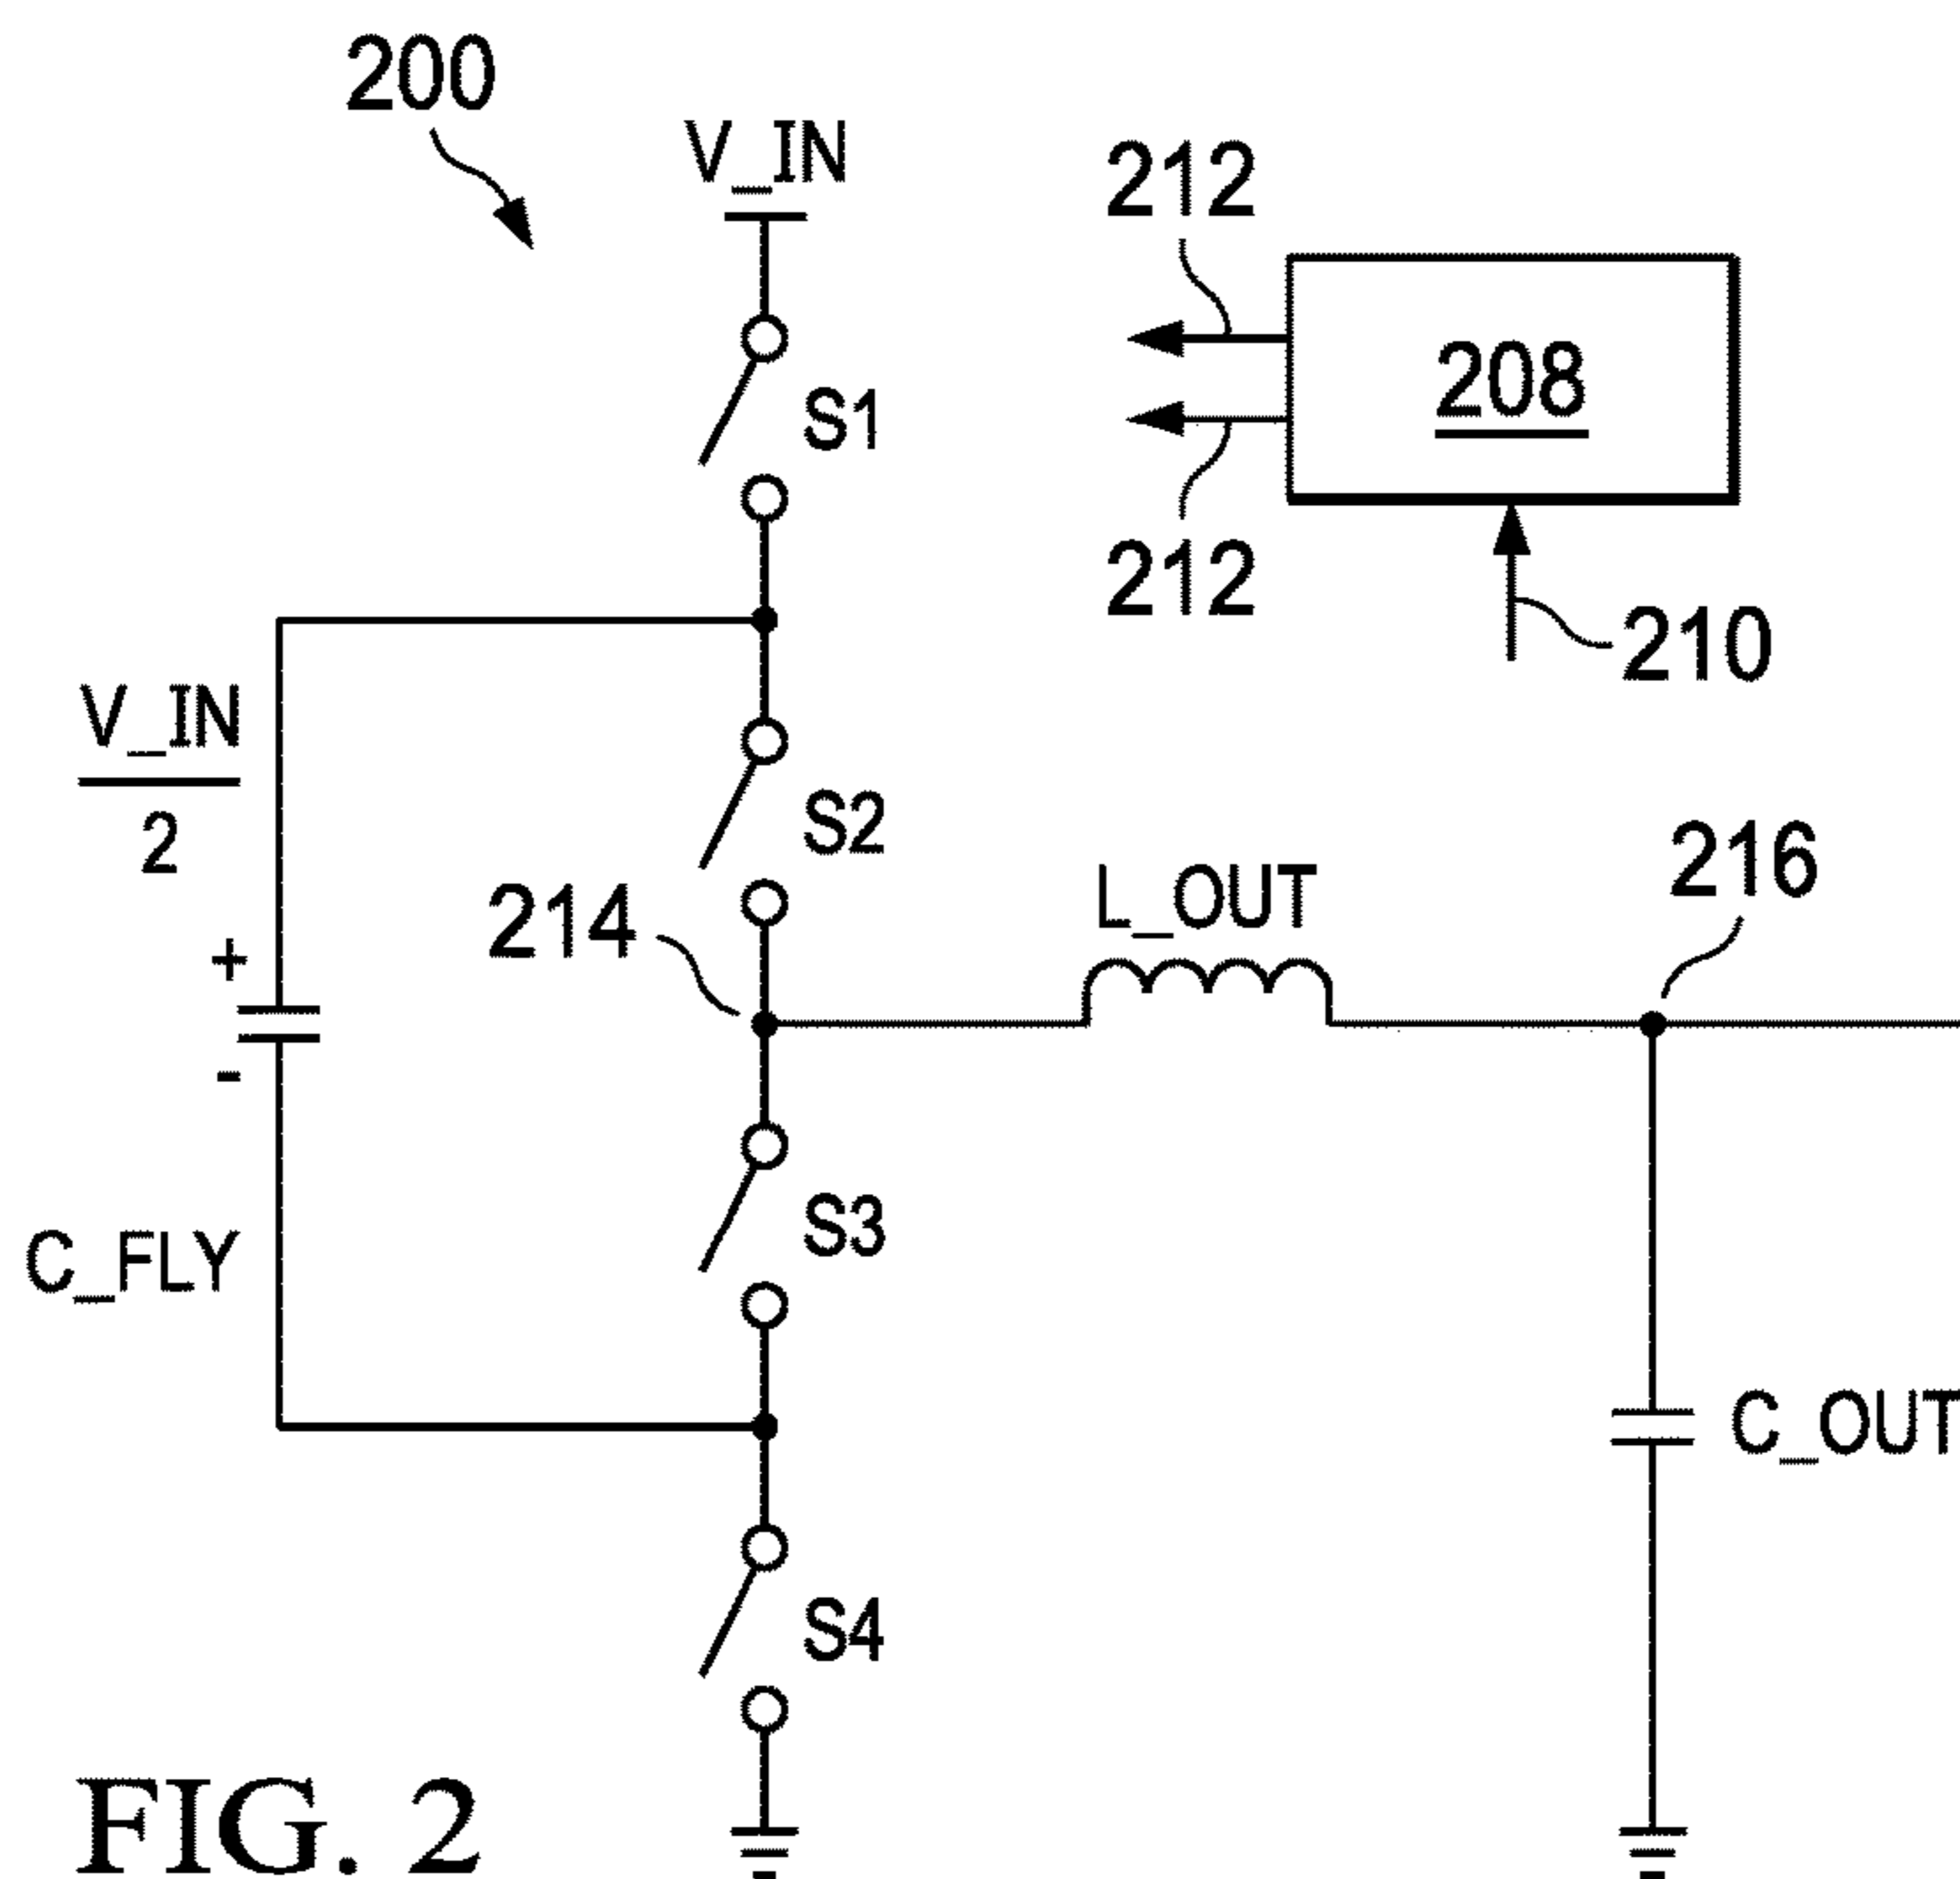 200
V_IN
212
S1
208
212
210
V_IN
2
S2
214
L_OUT
216
+
-
S3
C_FLY
C_OUT
S4
FIG. 2